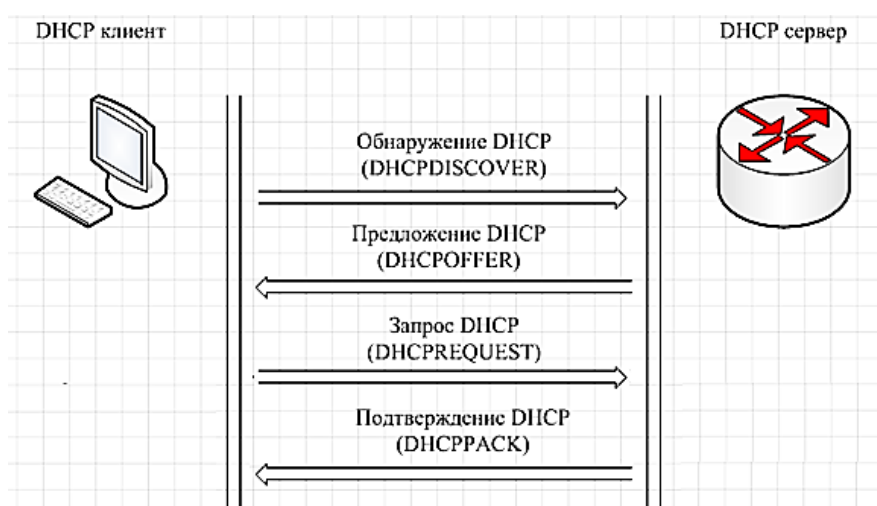 DHCP клиент
DHCP сервер
Обнаружение DHCP
(DHCPDISCOVER)
Предложение DHCP
(DHCPOFFER)
Запрос DHCP
(DHCPREQUEST)
Подтверждение DHCP
(DHCPPACK)